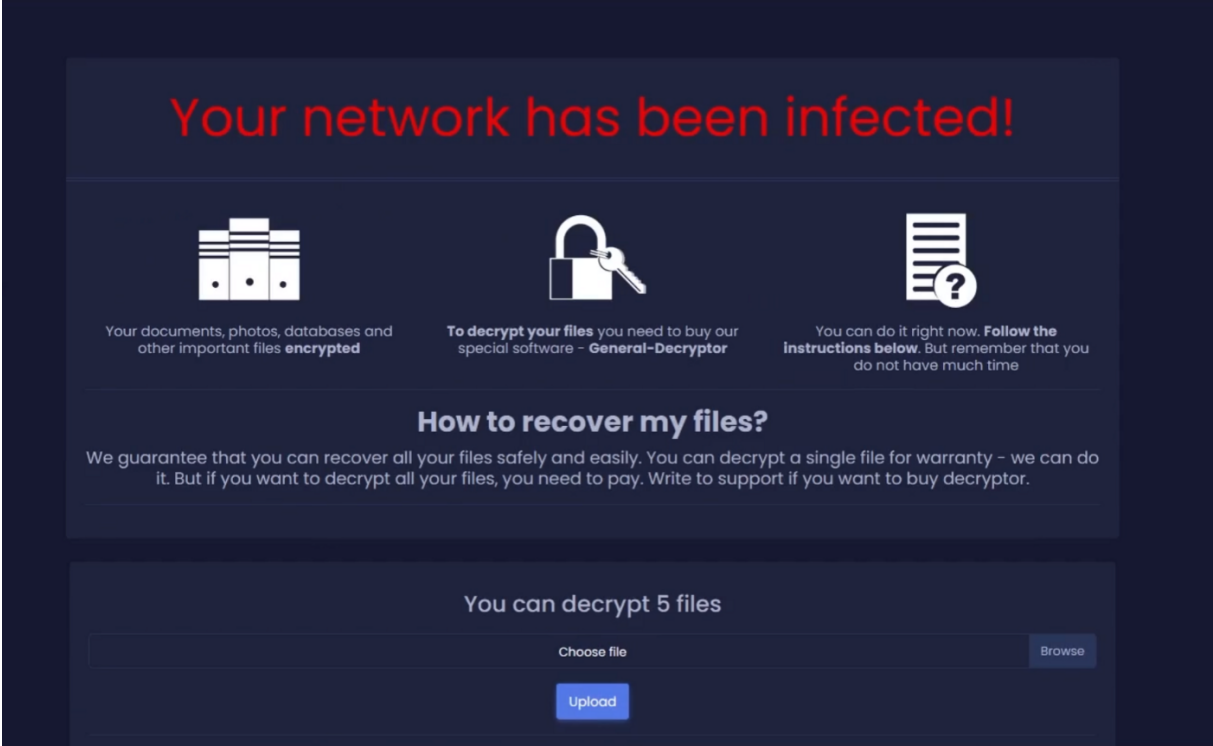 Your network has been infected!
Your documents, photos, databases and
other important files encrypted
To decrypt your files you need to buy our
special software - General-Decryptor
You can do it right now. Follow the
instructions below. But remember that you
do not have much time
How to recover my files?
We guarantee that you can recover all your files safely and easily. You can decrypt a single file for warranty - we can do
it. But if you want to decrypt all your files, you need to pay. Write to support if you want to buy decryptor.
You can decrypt 5 files
Choose file
Browse
Upload